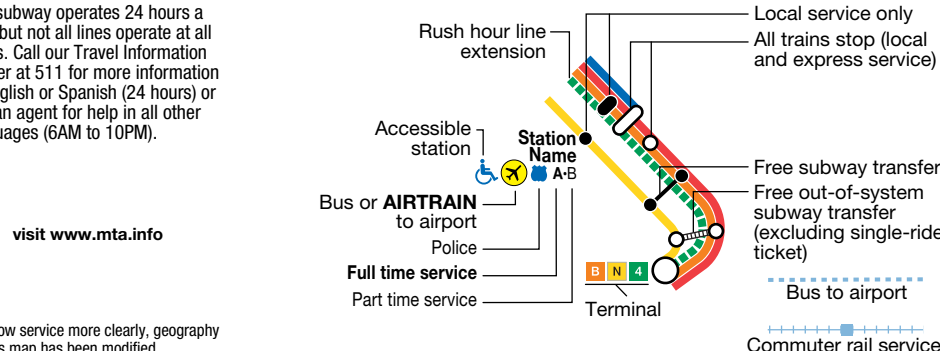 subway operates 24 hours a
but not all lines operate at all
s. Call our Travel Information
er at 511 for more information
glish or Spanish (24 hours) or
an agent for help in all other
uages (6AM to 10PM).
visit www.mta.info
ow service more clearly, geography
s map has been modified
Rush hour line
extension
Accessible
station
Station
Name
A•B
Bus or AIRTRAIN
to airport
Police
Full time service
Part time service
B N 4
Terminal
Local service only
All trains stop (local
and express service)
Free subway transfer
Free out-of-system
subway transfer
(excluding single-ride
ticket)
Bus to airport
Commuter rail service